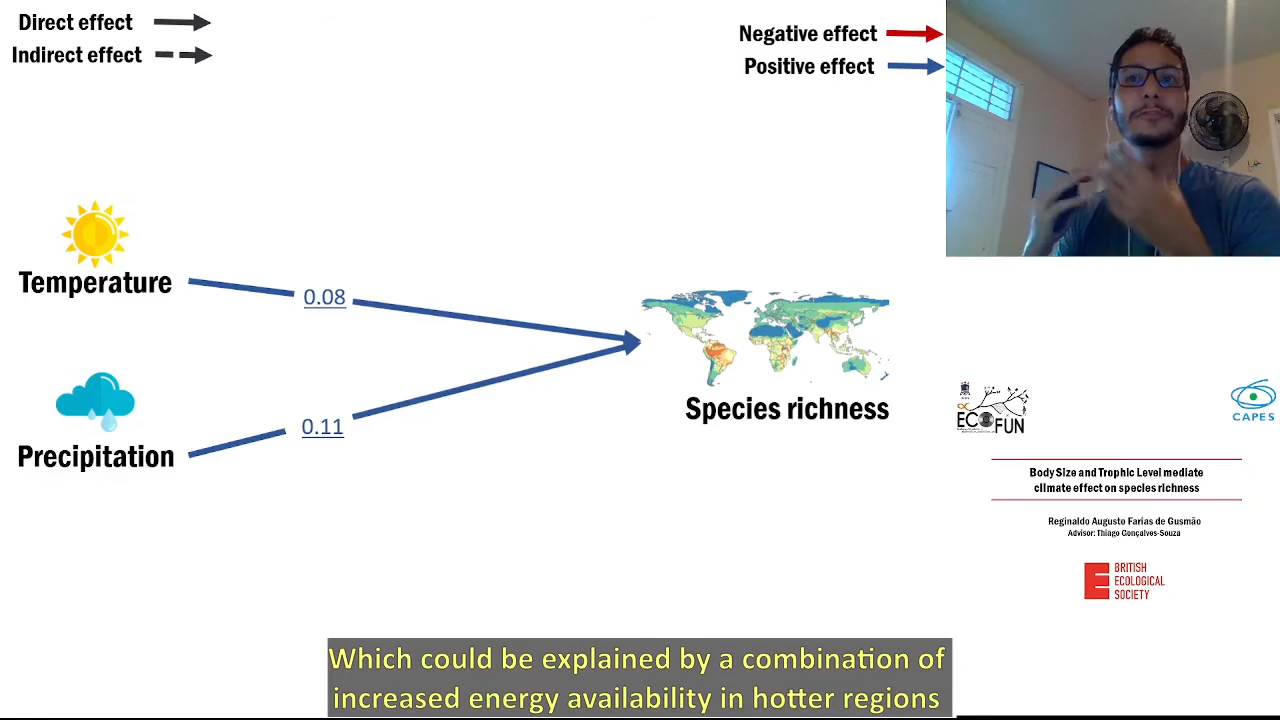 Direct effect
Indirect effect
Negative effect
Positive effect
Temperature
0.08
Precipitation
0.11
Species richness
ECOFUN
CAPES
Body Size and Trophic Level mediate
climate effect on species richness
Reginaldo Augusto Farias de Gusmão
Advisor: Thiago Gonçalves-Souza
BRITISH
ECOLOGICAL
SOCIETY
Which could be explained by a combination of
increased energy availability in hotter regions